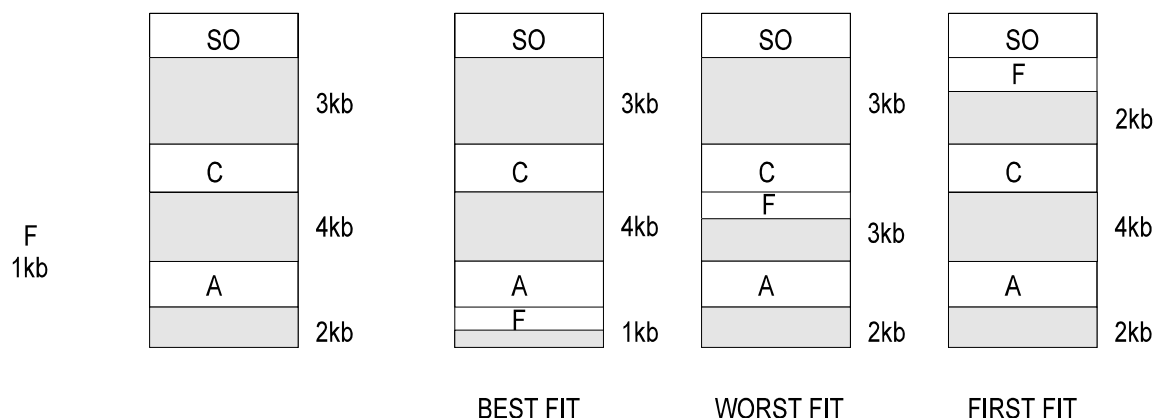 SO SO SO SO
F
3kb 3kb 3kb
2kb
C C C C
F
4kb 4kb 3kb 4kb
F
1kb
A A A A
F
2kb 1kb 2kb 2kb
BEST FIT WORST FIT FIRST FIT